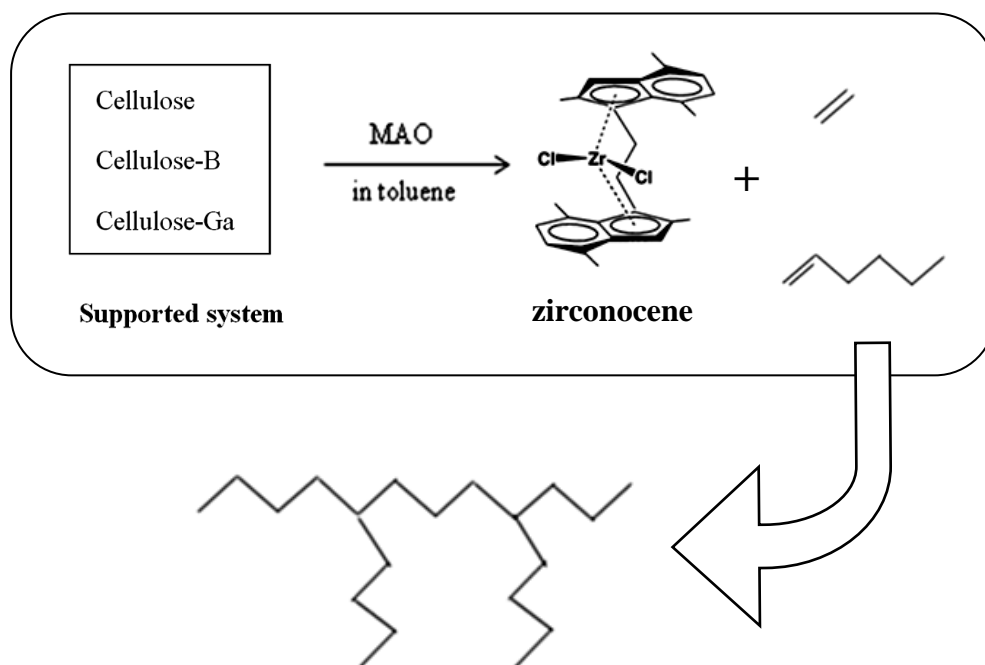 Cellulose
Cellulose-B
Cellulose-Ga
Supported system
MAO
in toluene
Cl
Zr
Cl
zirconocene
+